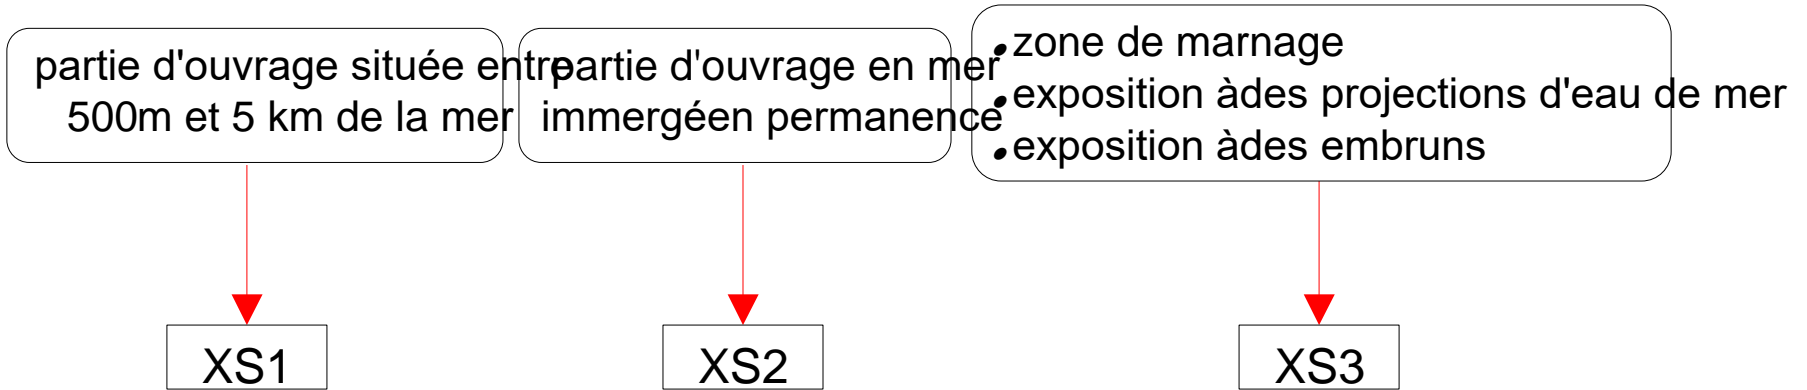 partie d'ouvrage située entre
500m et 5 km de la mer
partie d'ouvrage en mer
immergéen permanence
•zone de marnage
•exposition àdes projections d'eau de mer
•exposition àdes embruns
XS1
XS2
XS3